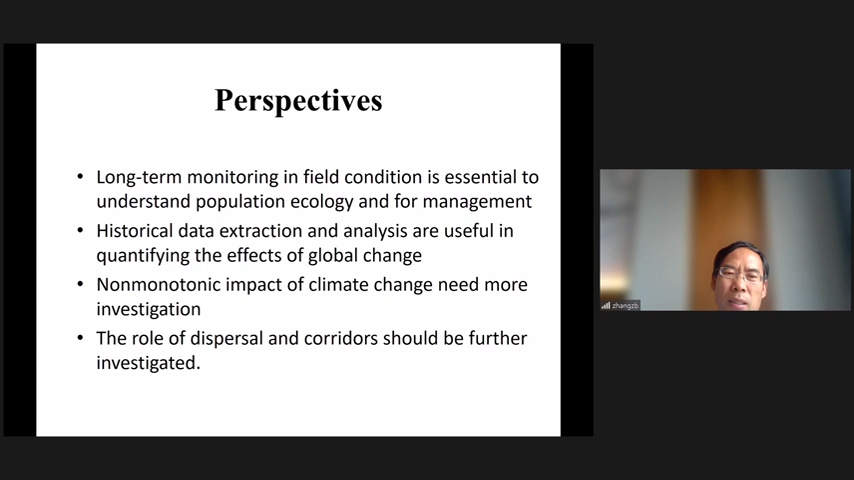 Perspectives
• Long-term monitoring in field condition is essential to
understand population ecology and for management
• Historical data extraction and analysis are useful in
quantifying the effects of global change
• Nonmonotonic impact of climate change need more
investigation
• The role of dispersal and corridors should be further
investigated.
zhangzb